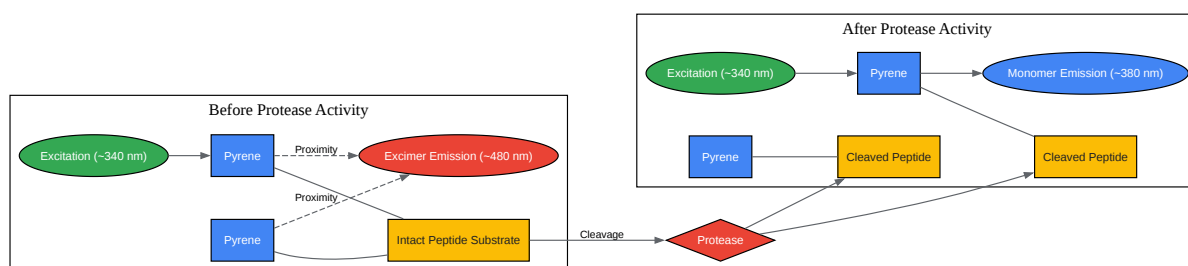 Before Protease Activity
Excitation (~340 nm)
Pyrene
Proximity
Excimer Emission (~480 nm)
Proximity
Pyrene
Intact Peptide Substrate
Cleavage
Protease
After Protease Activity
Excitation (~340 nm)
Pyrene
Monomer Emission (~380 nm)
Pyrene
Cleaved Peptide
Cleaved Peptide